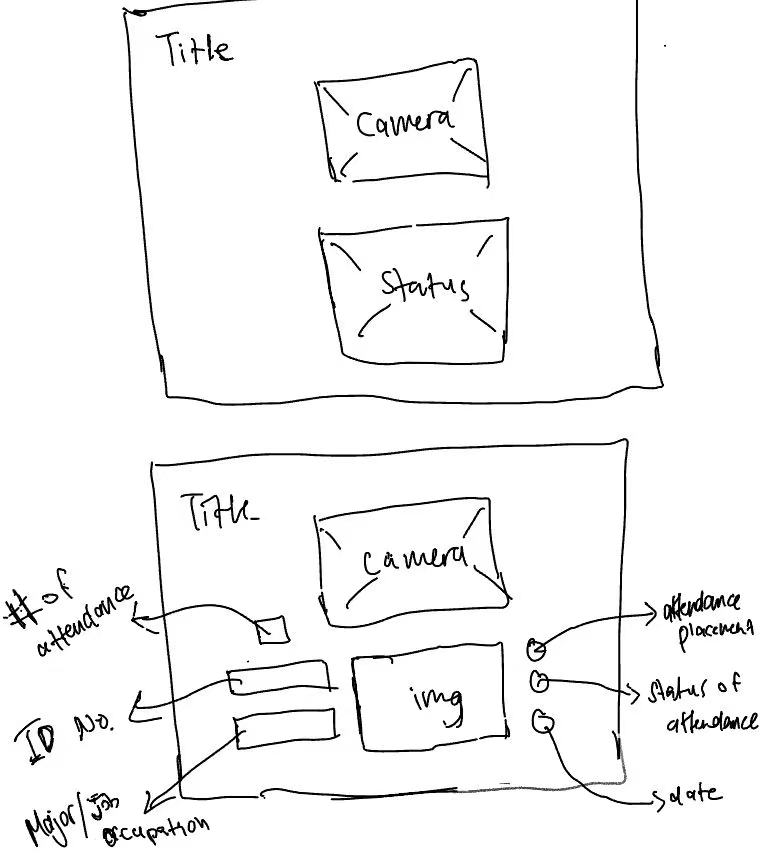 Title
Camera
Status
Title
Camera
# of
attendance
attendance
placement
img
ID No.
Status of
attendance
Major/job
occupation
date